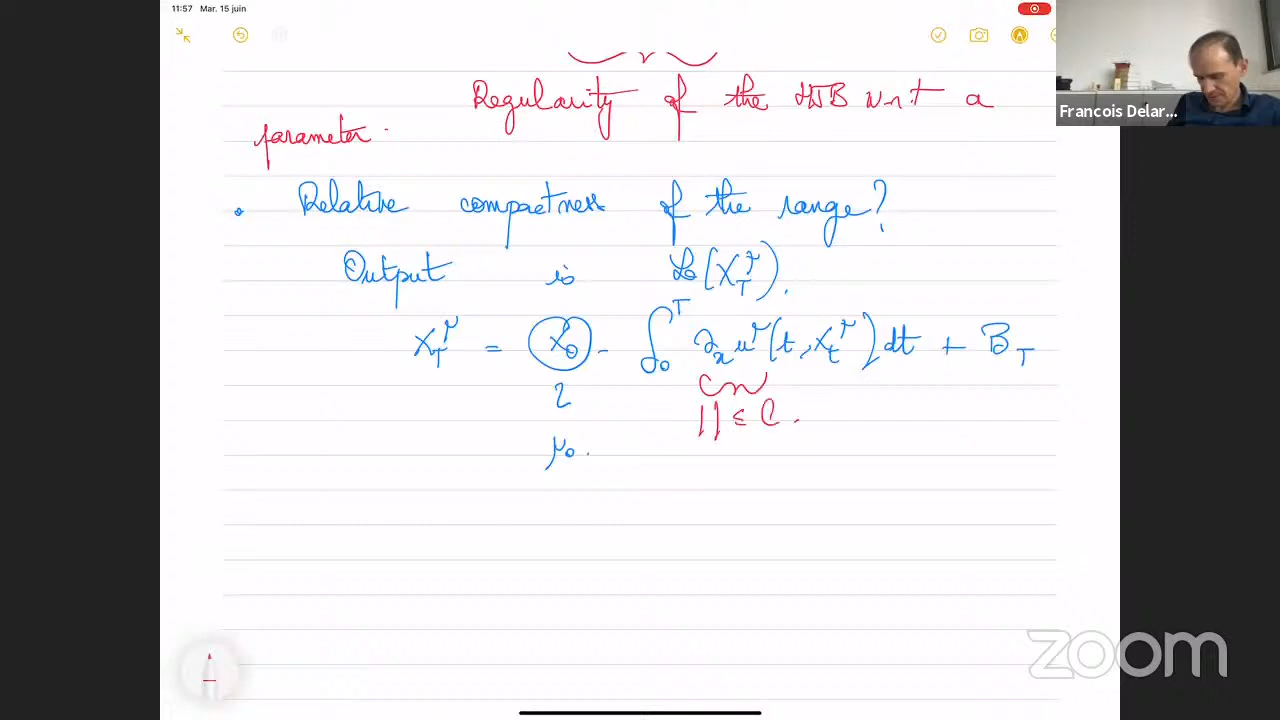 11:57 Mar. 15 juin
Regularity of the HJB w.r.t a
parameter.
Francois Delar...
• Relative compactness of the range?
Output is ℒ(X_T^μ).
X_T^μ = X_0 - ∫_0^T ∂_x u^μ(t, X_t^μ) dt + B_T
| | ≤ C.
μ_0.
zoom